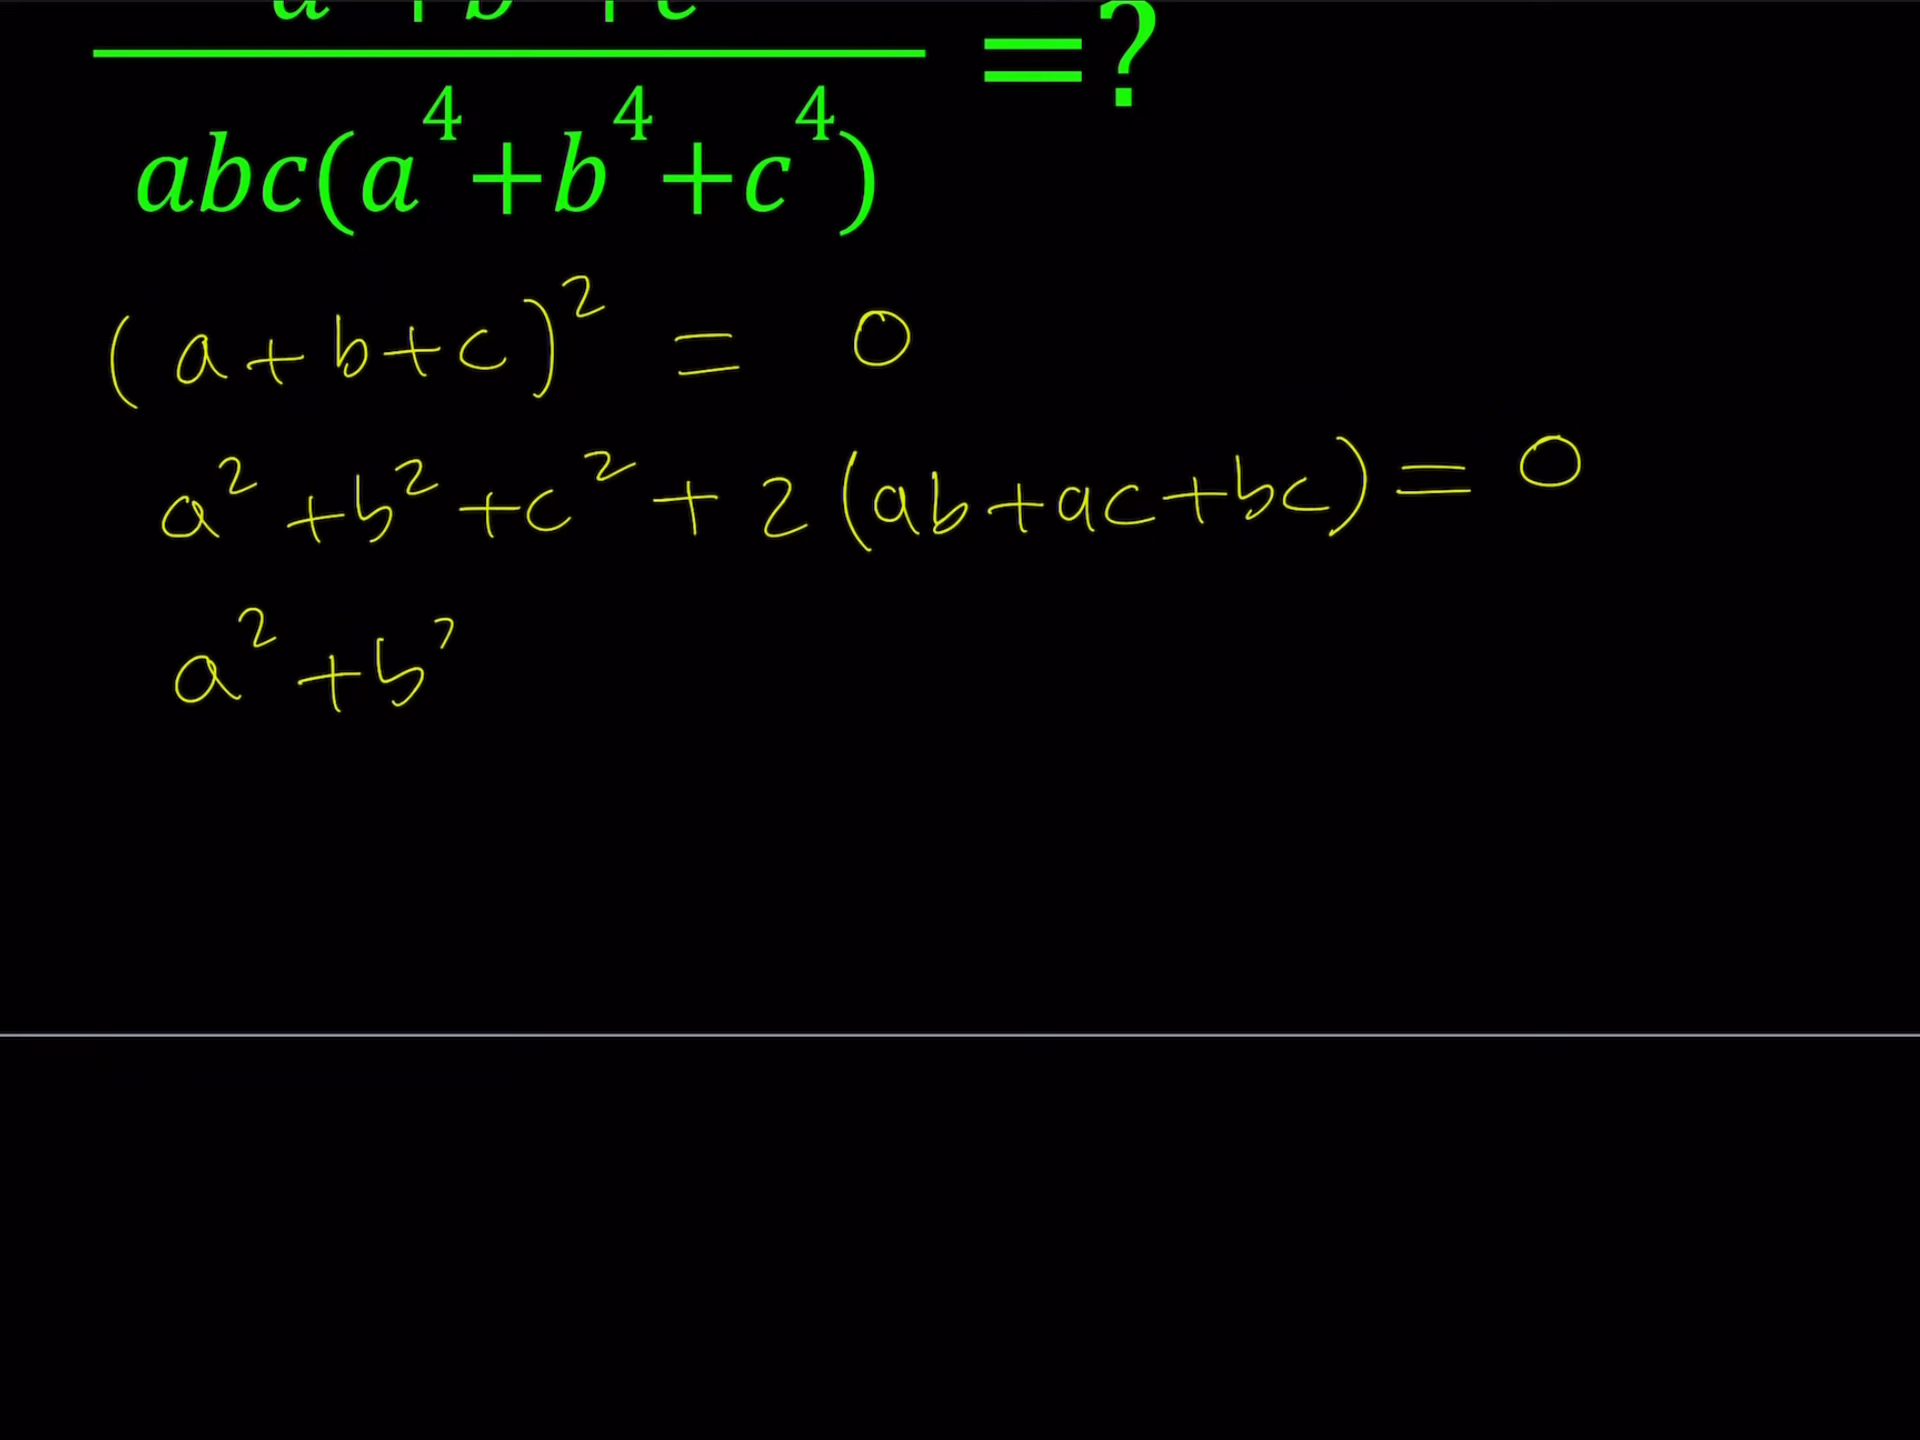 a + b + c
=?
abc(a⁴+b⁴+c⁴)
(a+b+c)² = 0
a² + b² + c² + 2(ab+ac+bc) = 0
a² + b²